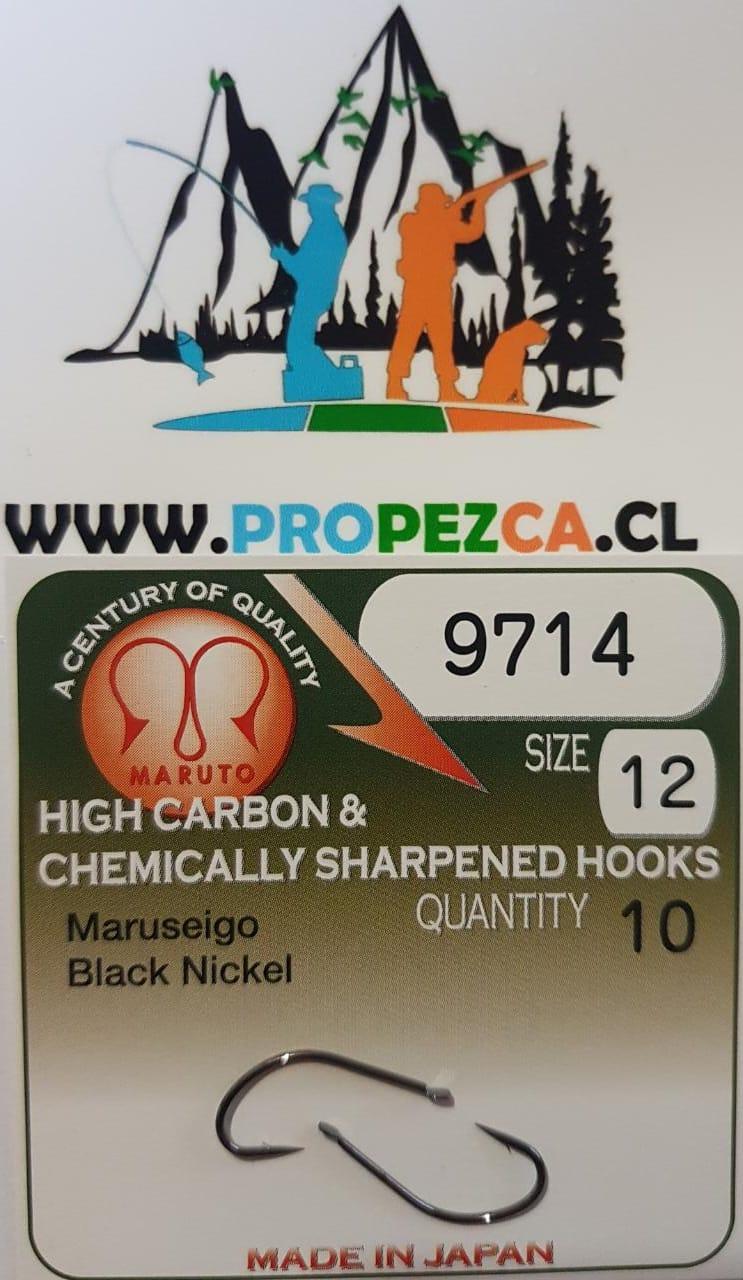 WWW.PROPEZCA.CL
A CENTURY OF QUALITY
MARUTO
9714
SIZE 12
HIGH CARBON &
CHEMICALLY SHARPENED HOOKS
QUANTITY 10
Maruseigo
Black Nickel
MADE IN JAPAN